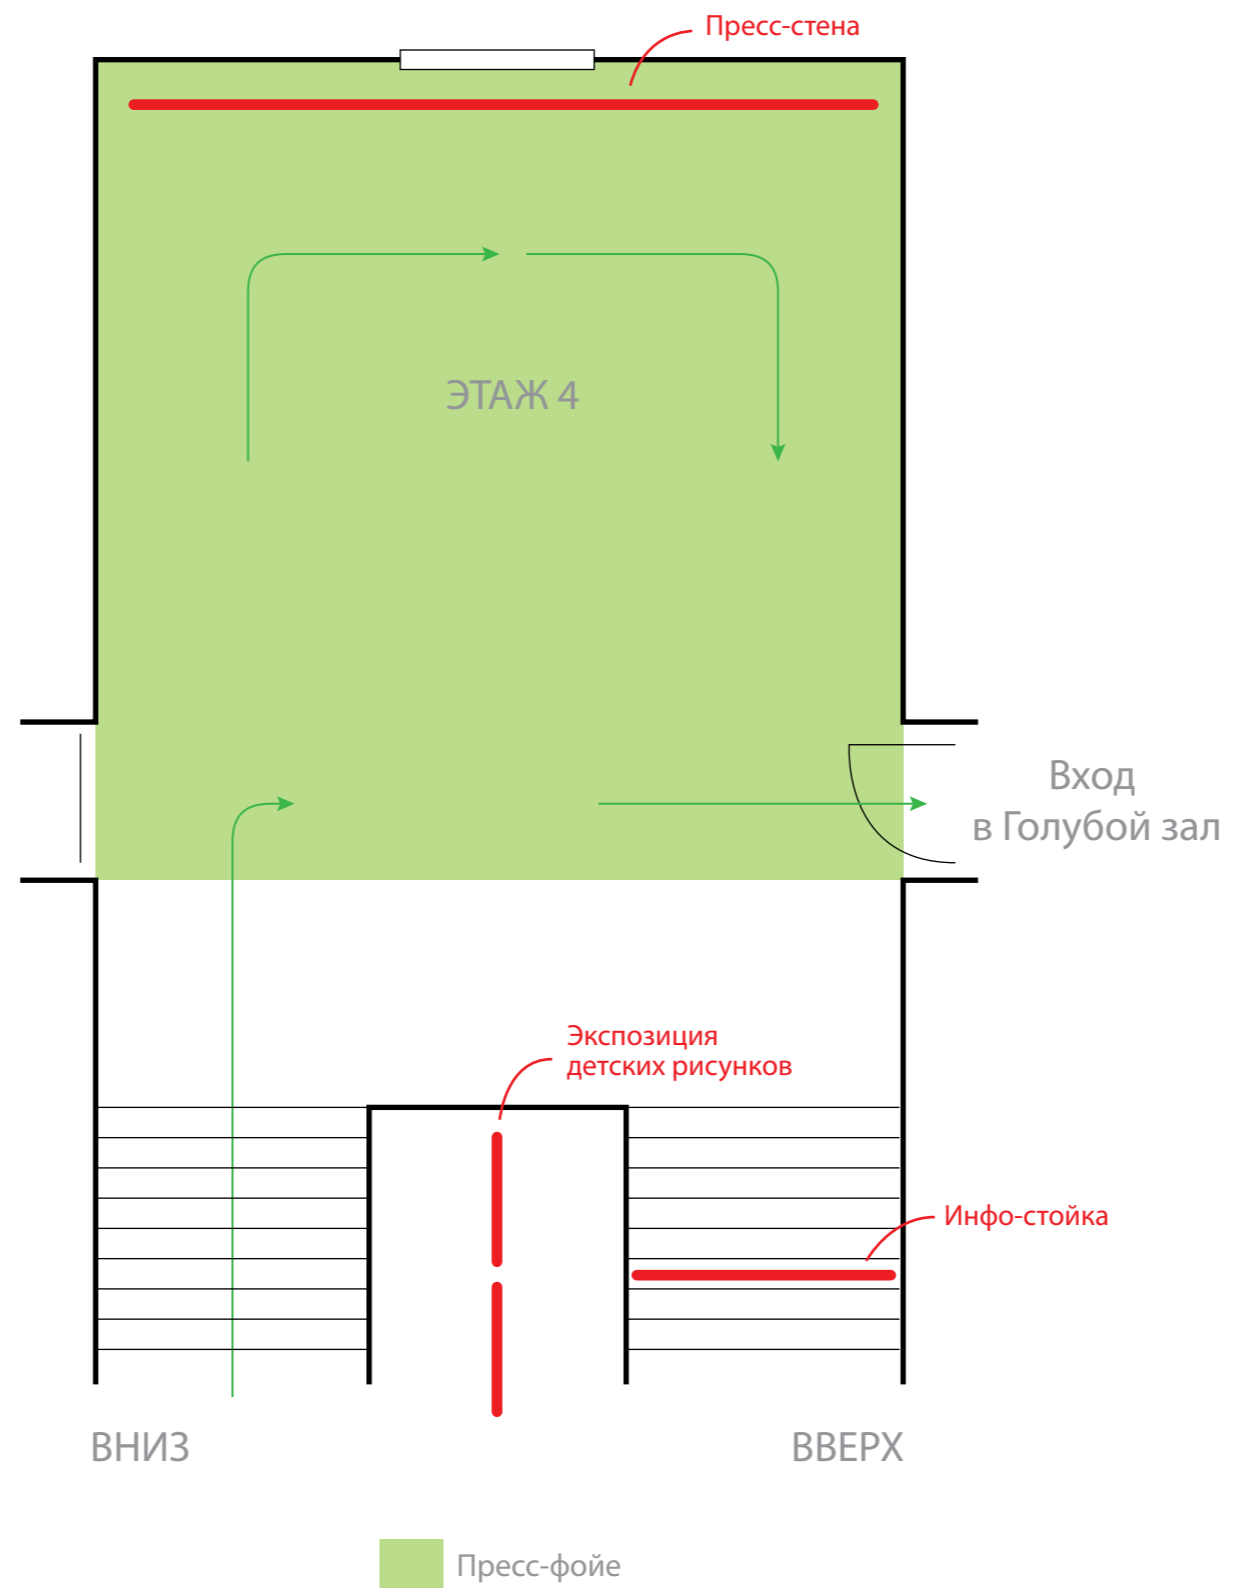 Пресс-стена
ЭТАЖ 4
Вход
в Голубой зал
Экспозиция
детских рисунков
Инфо-стойка
ВНИЗ
ВВЕРХ
Пресс-фойе